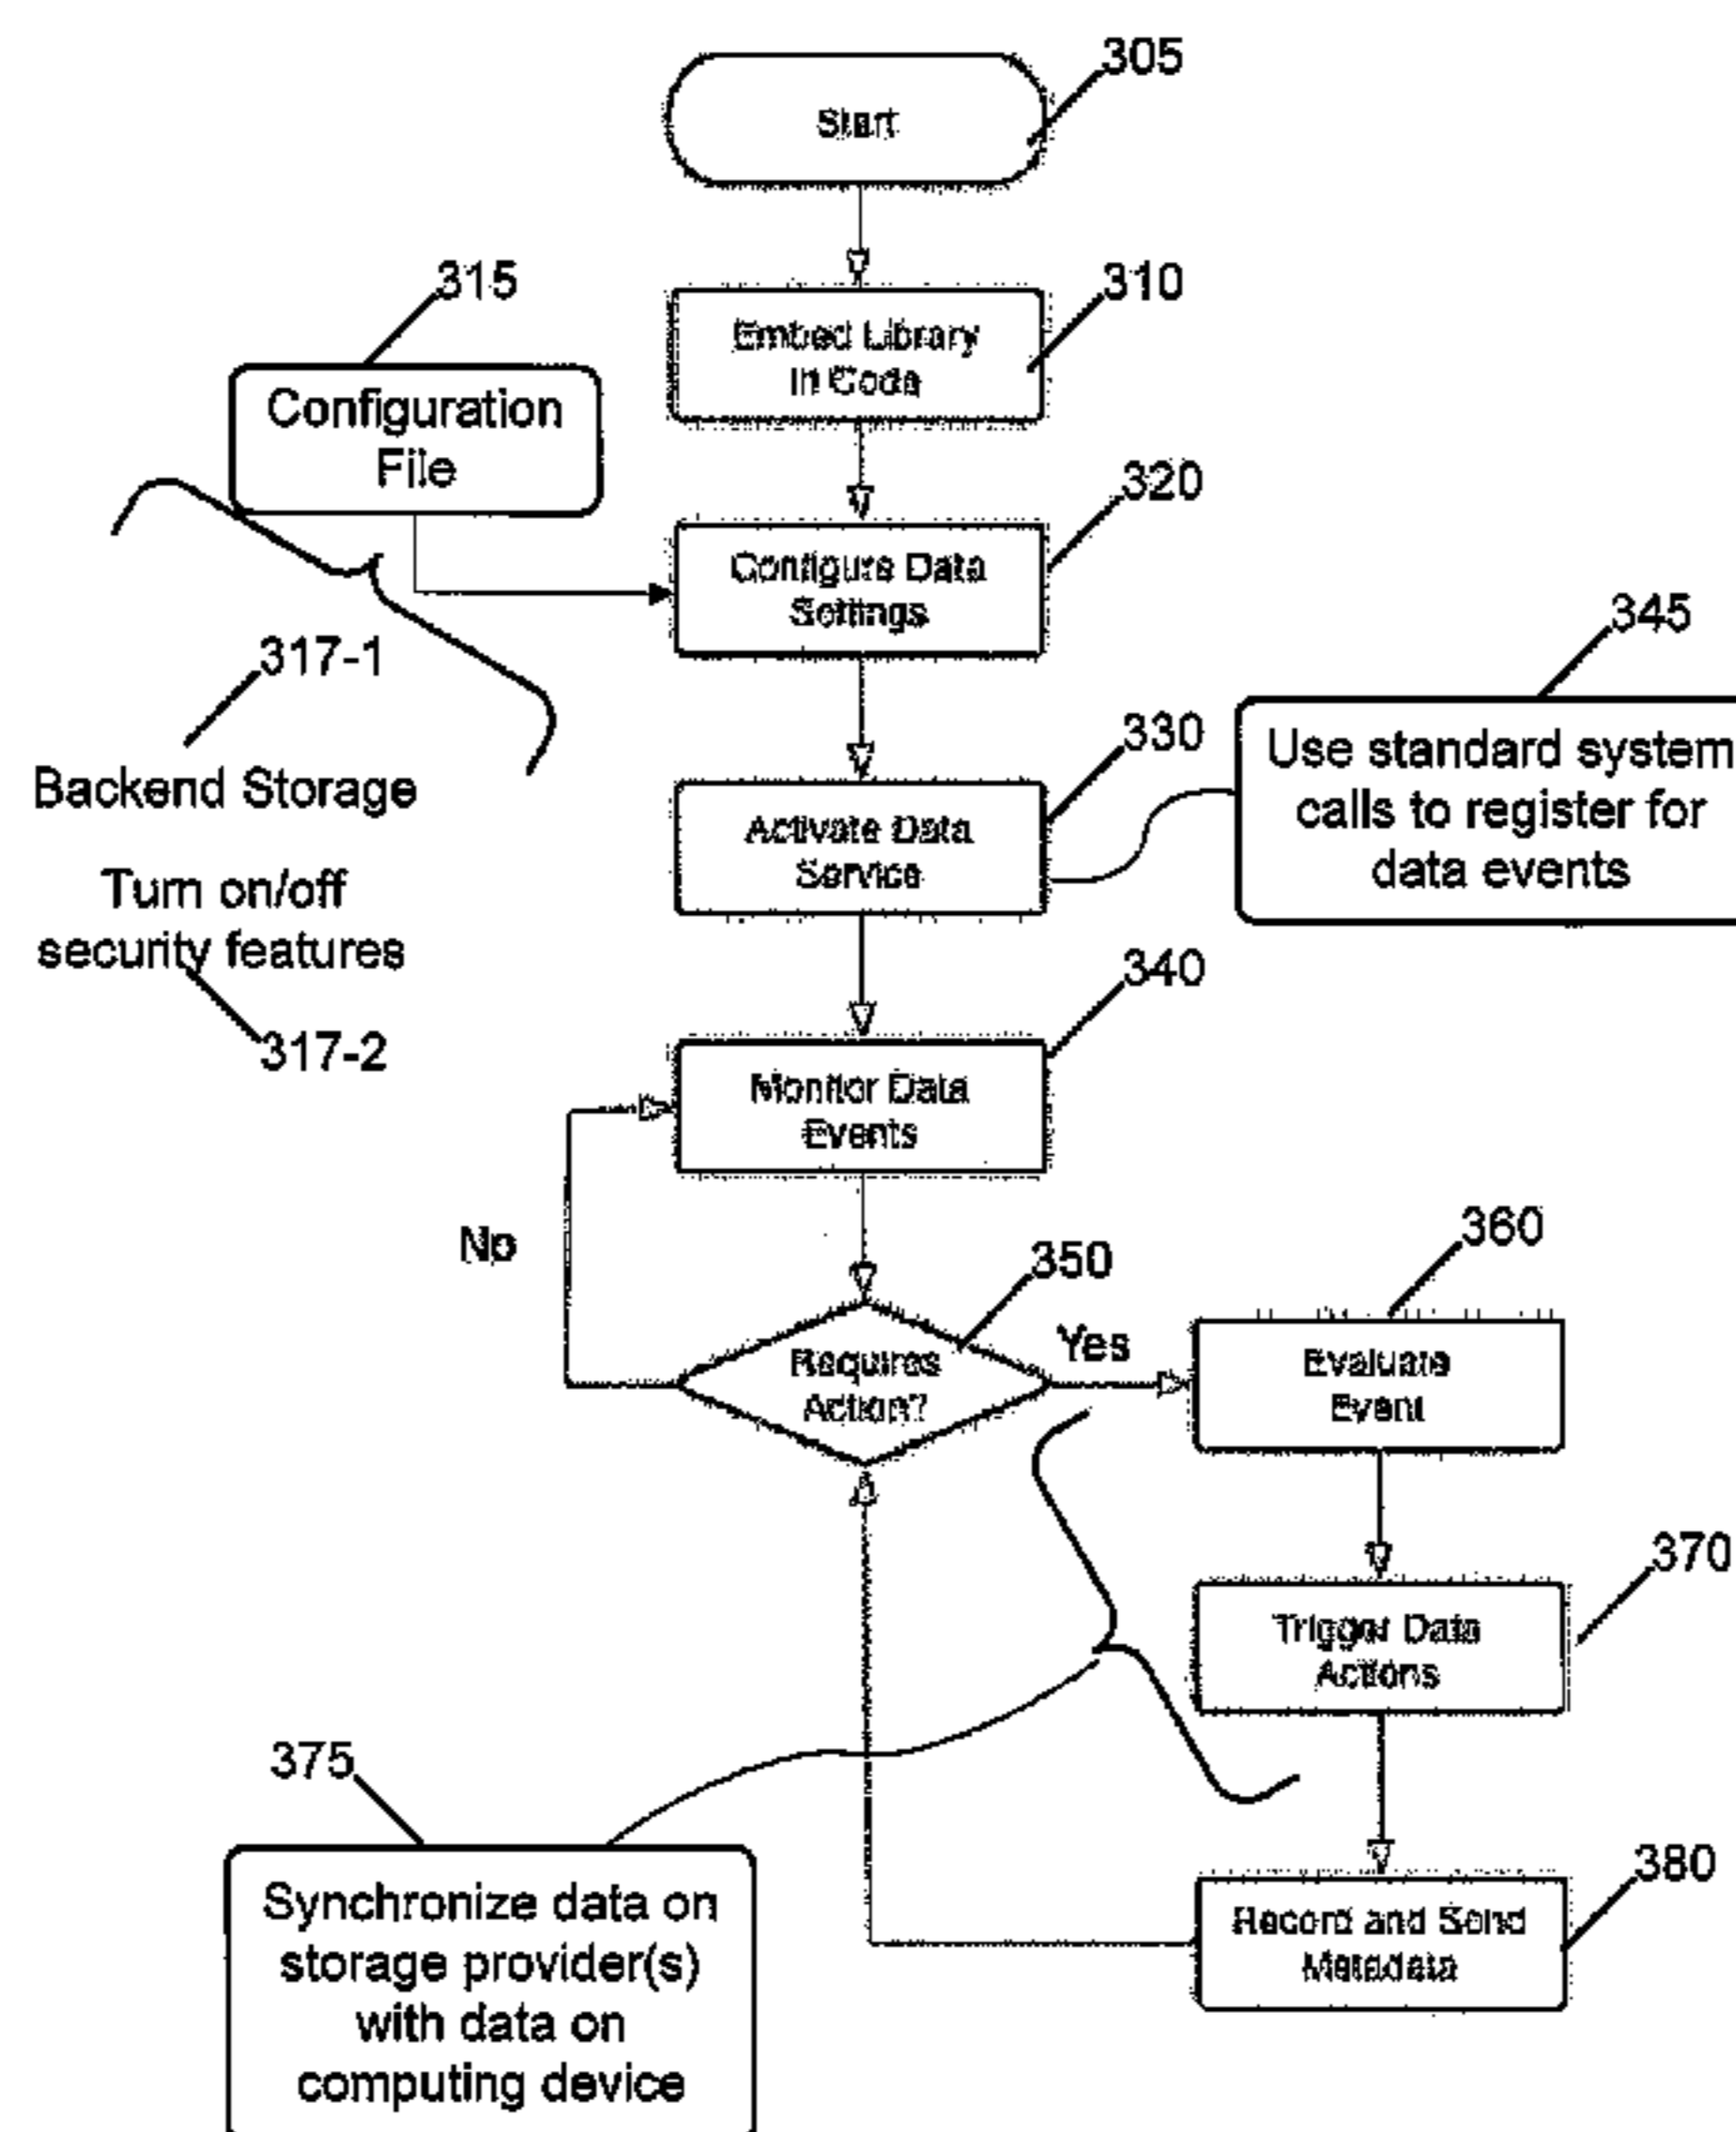 305
Start
315
310
Embed Library
in Code
Configuration
File
320
Configure Data
Settings
345
317-1
330
Use standard system
calls to register for
data events
Backend Storage
Activate Data
Service
Turn on/off
security features
340
317-2
Monitor Data
Events
No
360
350
Yes
Requires
Action?
Evaluate
Event
370
Trigger Data
Actions
375
380
Synchronize data on
storage provider(s)
with data on
computing device
Record and Send
Metadata